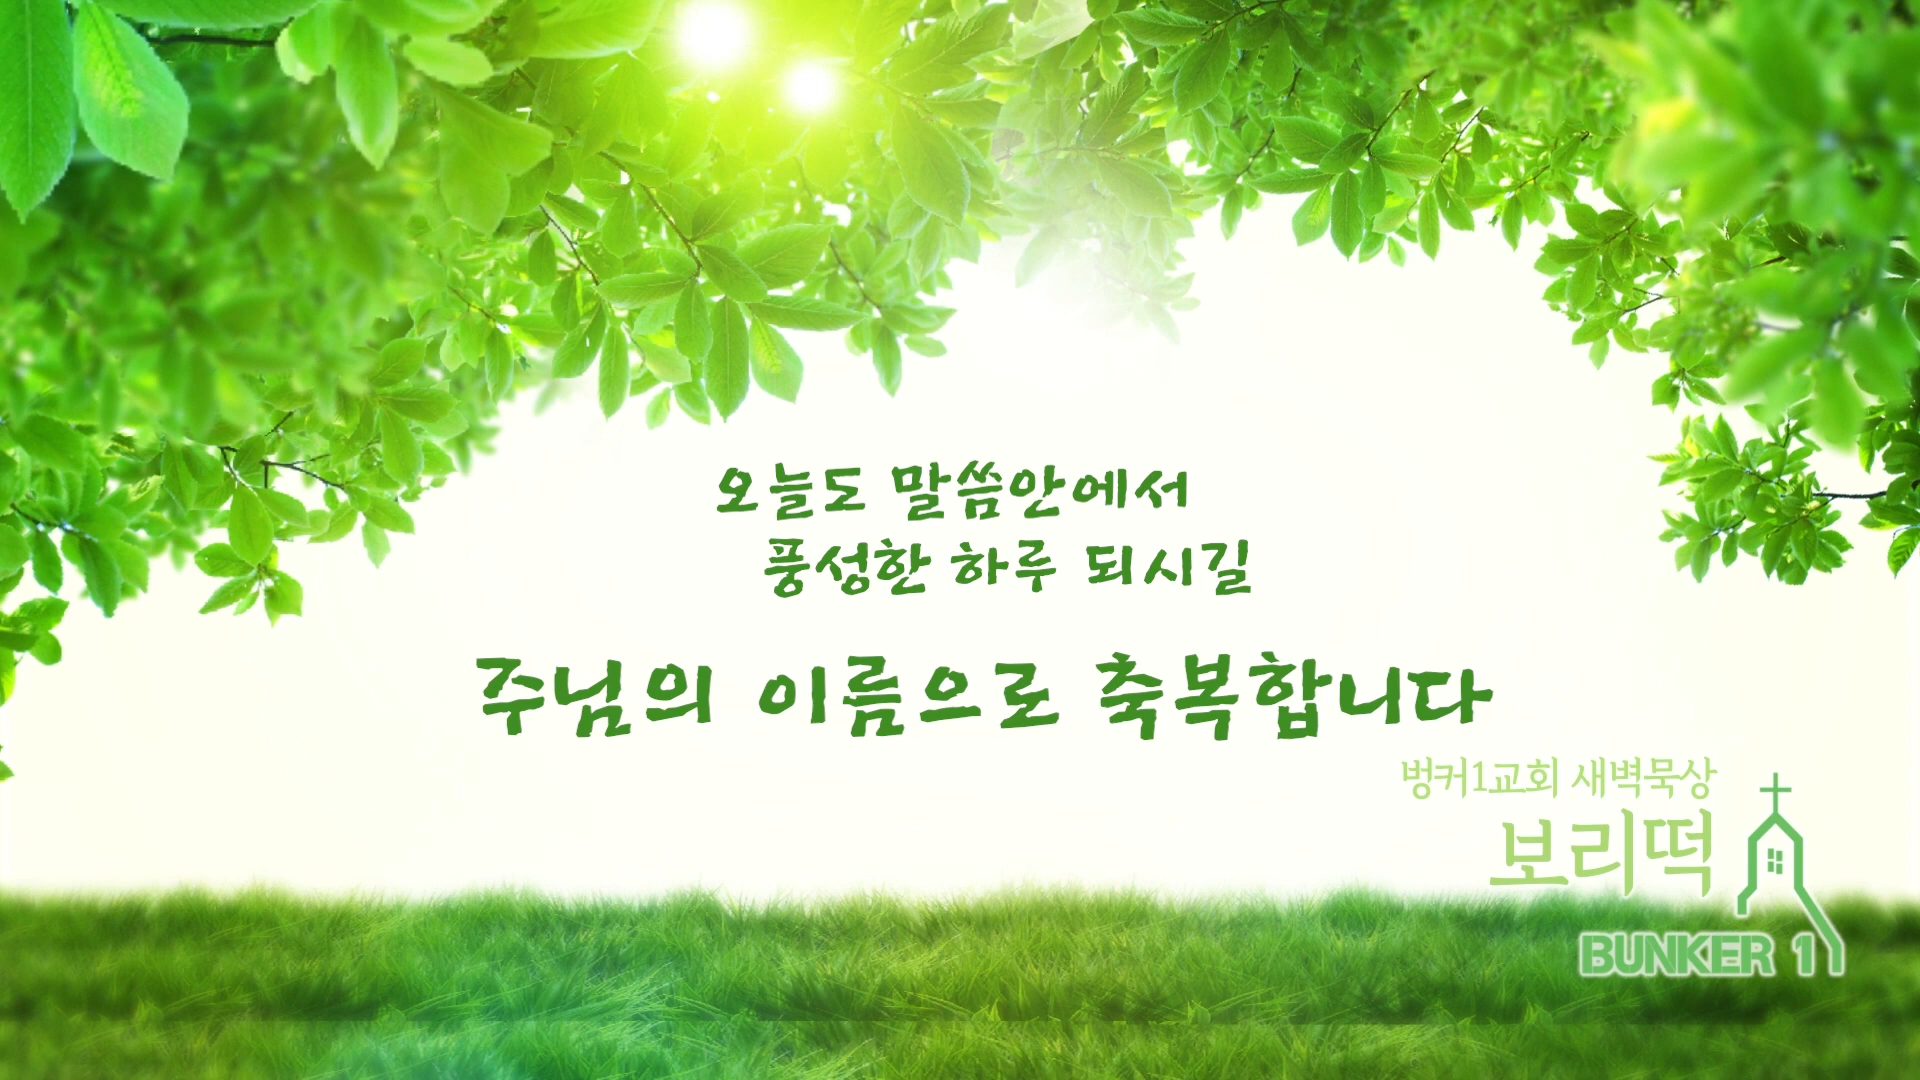 오늘도 말씀안에서
풍성한 하루 되시길
주님의 이름으로 축복합니다
벙커1교회 새벽묵상
보리떡
BUNKER 1